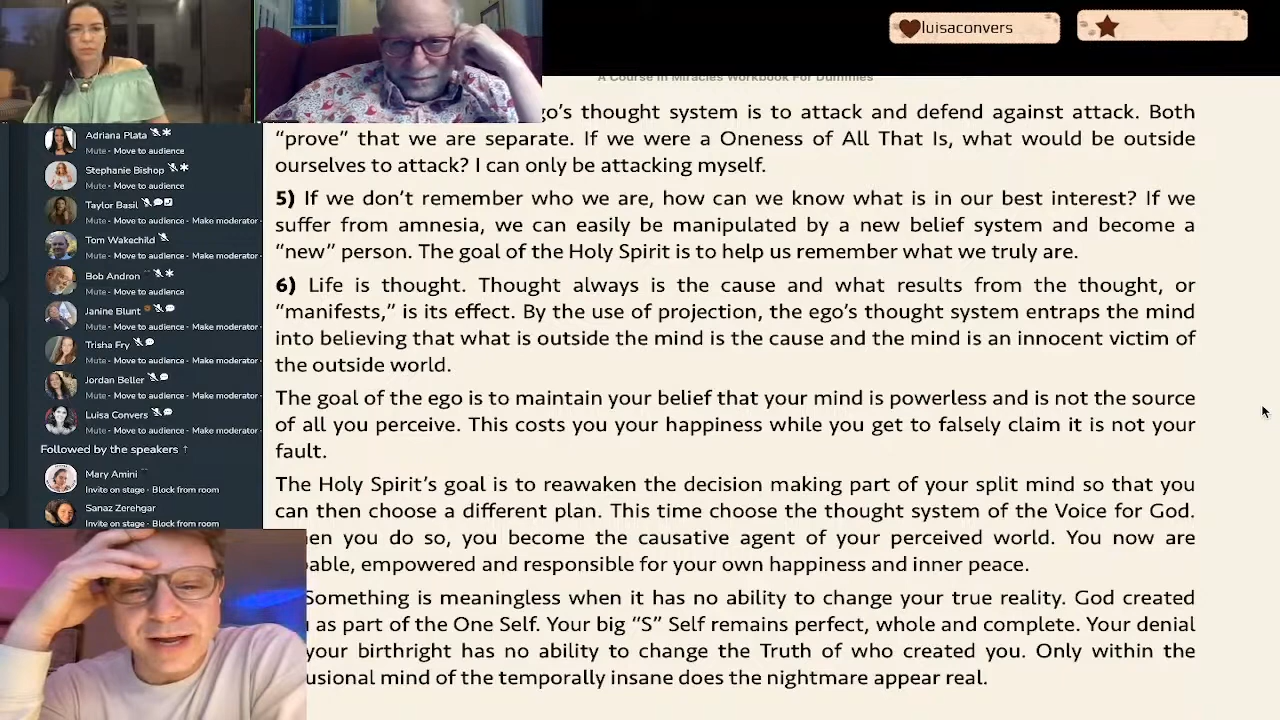 luisaconvers
A Course In Miracles Workbook For Dummies
ego's thought system is to attack and defend against attack. Both
“prove” that we are separate. If we were a Oneness of All That Is, what would be outside
ourselves to attack? I can only be attacking myself.
5) If we don’t remember who we are, how can we know what is in our best interest? If we
suffer from amnesia, we can easily be manipulated by a new belief system and become a
“new” person. The goal of the Holy Spirit is to help us remember what we truly are.
6) Life is thought. Thought always is the cause and what results from the thought, or
“manifests,” is its effect. By the use of projection, the ego’s thought system entraps the mind
into believing that what is outside the mind is the cause and the mind is an innocent victim of
the outside world.
The goal of the ego is to maintain your belief that your mind is powerless and is not the source
of all you perceive. This costs you your happiness while you get to falsely claim it is not your
fault.
The Holy Spirit’s goal is to reawaken the decision making part of your split mind so that you
can then choose a different plan. This time choose the thought system of the Voice for God.
you do so, you become the causative agent of your perceived world. You now are
empowered and responsible for your own happiness and inner peace.
Something is meaningless when it has no ability to change your true reality. God created
as part of the One Self. Your big “S” Self remains perfect, whole and complete. Your denial
your birthright has no ability to change the Truth of who created you. Only within the
mind of the temporally insane does the nightmare appear real.
Adriana Plata
Mute · Move to audience
Stephanie Bishop
Mute · Move to audience
Taylor Basil
Mute · Move to audience · Make moderator ·
Tom Wakechild
Mute · Move to audience · Make moderator ·
Bob Andron
Mute · Move to audience
Janine Blunt
Mute · Move to audience · Make moderator ·
Trisha Fry
Mute · Move to audience · Make moderator ·
Jordan Beller
Mute · Move to audience · Make moderator ·
Luisa Convers
Mute · Move to audience · Make moderator ·
Followed by the speakers ↑
Mary Amini
Invite on stage · Block from room
Sanaz Zerehgar
Invite on stage · Block from room